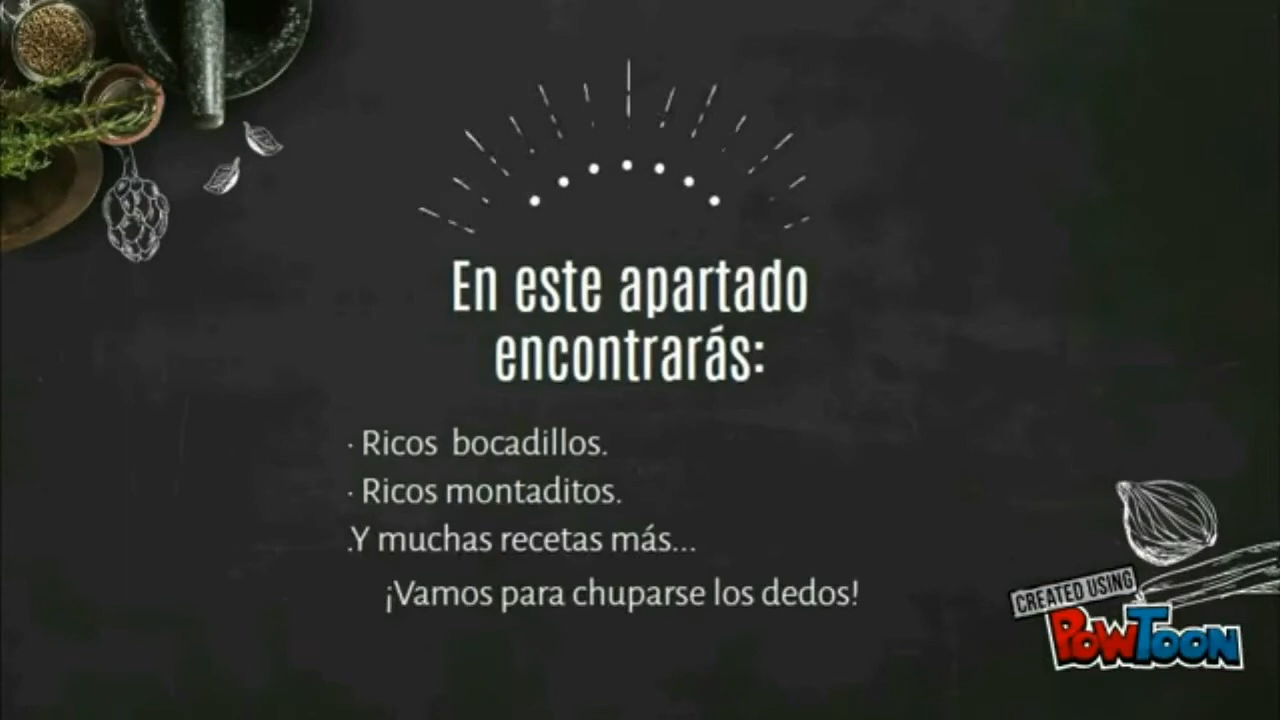 En este apartado
encontrarás:
· Ricos  bocadillos.
· Ricos montaditos.
.Y muchas recetas más...
¡Vamos para chuparse los dedos!
CREATED USING
POWTOON